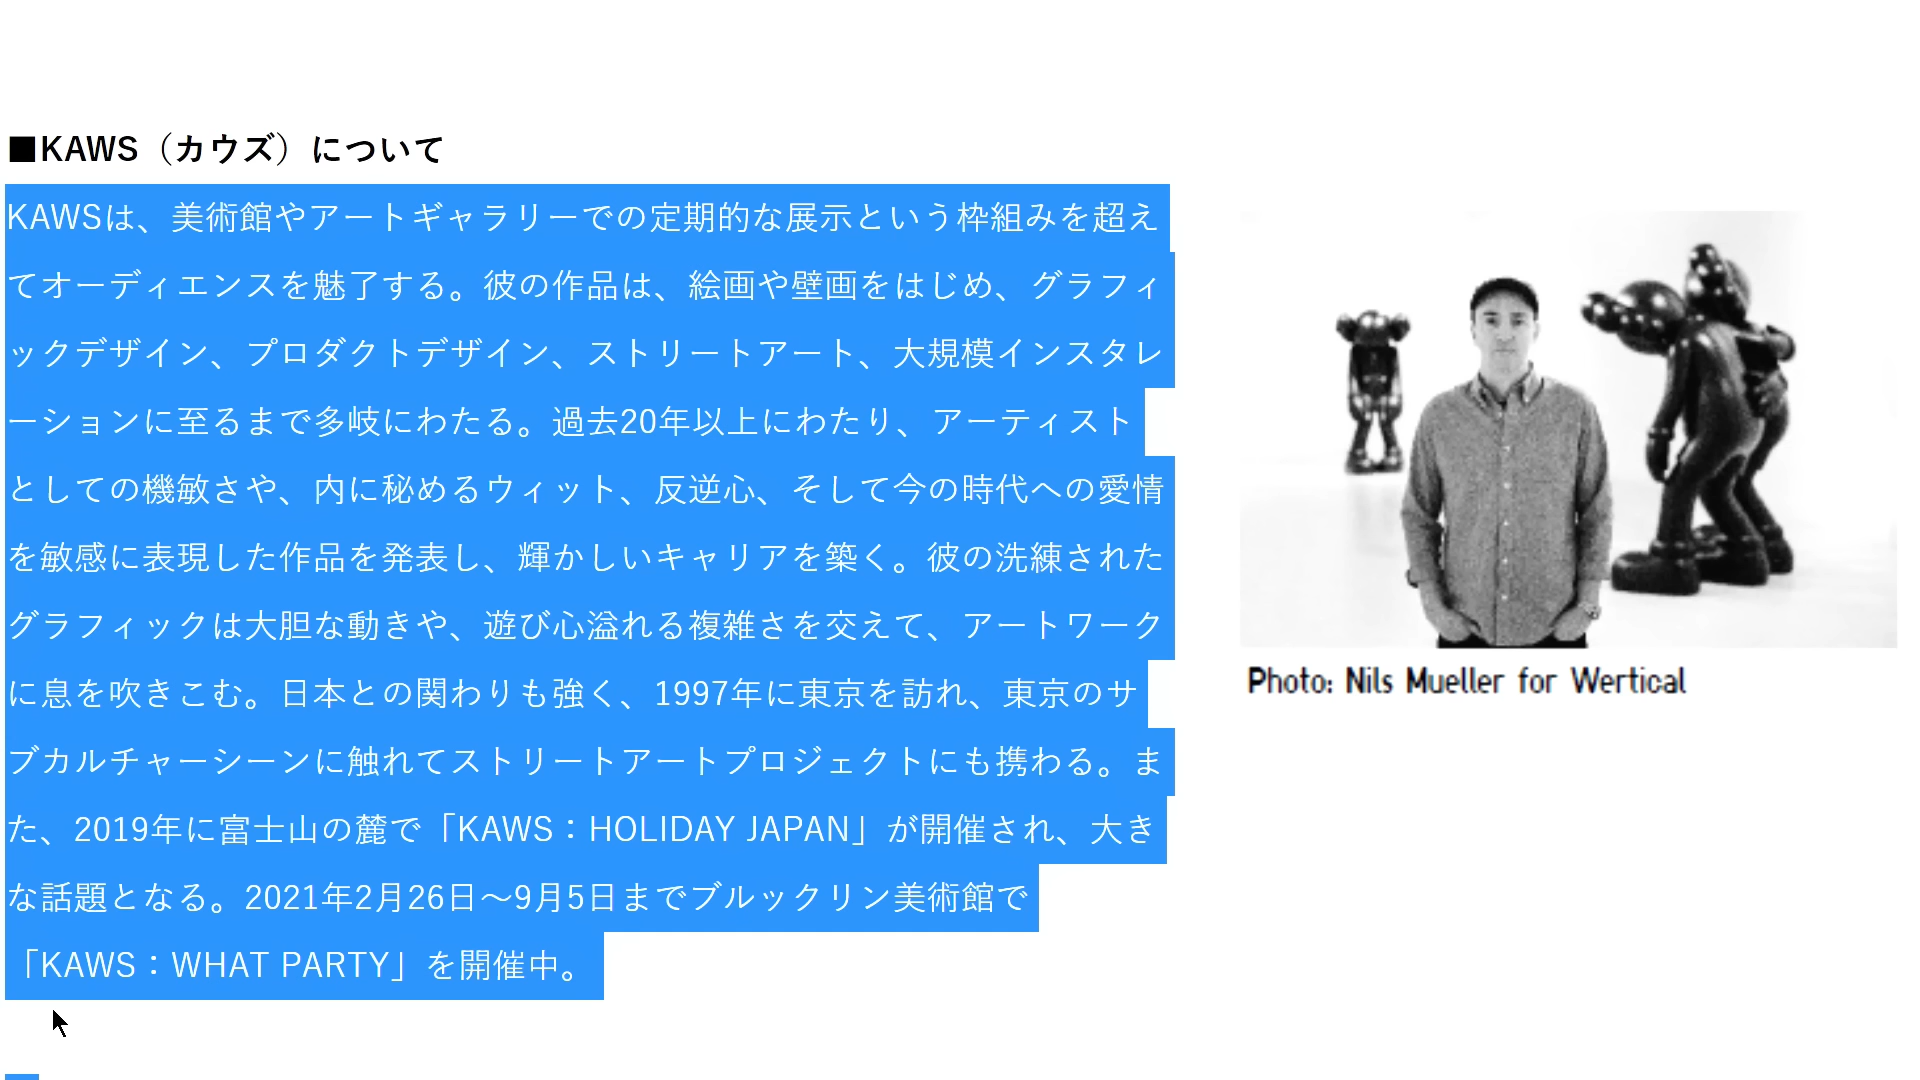 ■KAWS（カウズ）について
KAWSは、美術館やアートギャラリーでの定期的な展示という枠組みを超え
てオーディエンスを魅了する。彼の作品は、絵画や壁画をはじめ、グラフィ
ックデザイン、プロダクトデザイン、ストリートアート、大規模インスタレ
ーションに至るまで多岐にわたる。過去20年以上にわたり、アーティスト
としての機敏さや、内に秘めるウィット、反逆心、そして今の時代への愛情
を敏感に表現した作品を発表し、輝かしいキャリアを築く。彼の洗練された
グラフィックは大胆な動きや、遊び心溢れる複雑さを交えて、アートワーク
に息を吹きこむ。日本との関わりも強く、1997年に東京を訪れ、東京のサ
ブカルチャーシーンに触れてストリートアートプロジェクトにも携わる。ま
た、2019年に富士山の麓で「KAWS：HOLIDAY JAPAN」が開催され、大き
な話題となる。2021年2月26日～9月5日までブルックリン美術館で
「KAWS：WHAT PARTY」を開催中。
Photo: Nils Mueller for Wertical